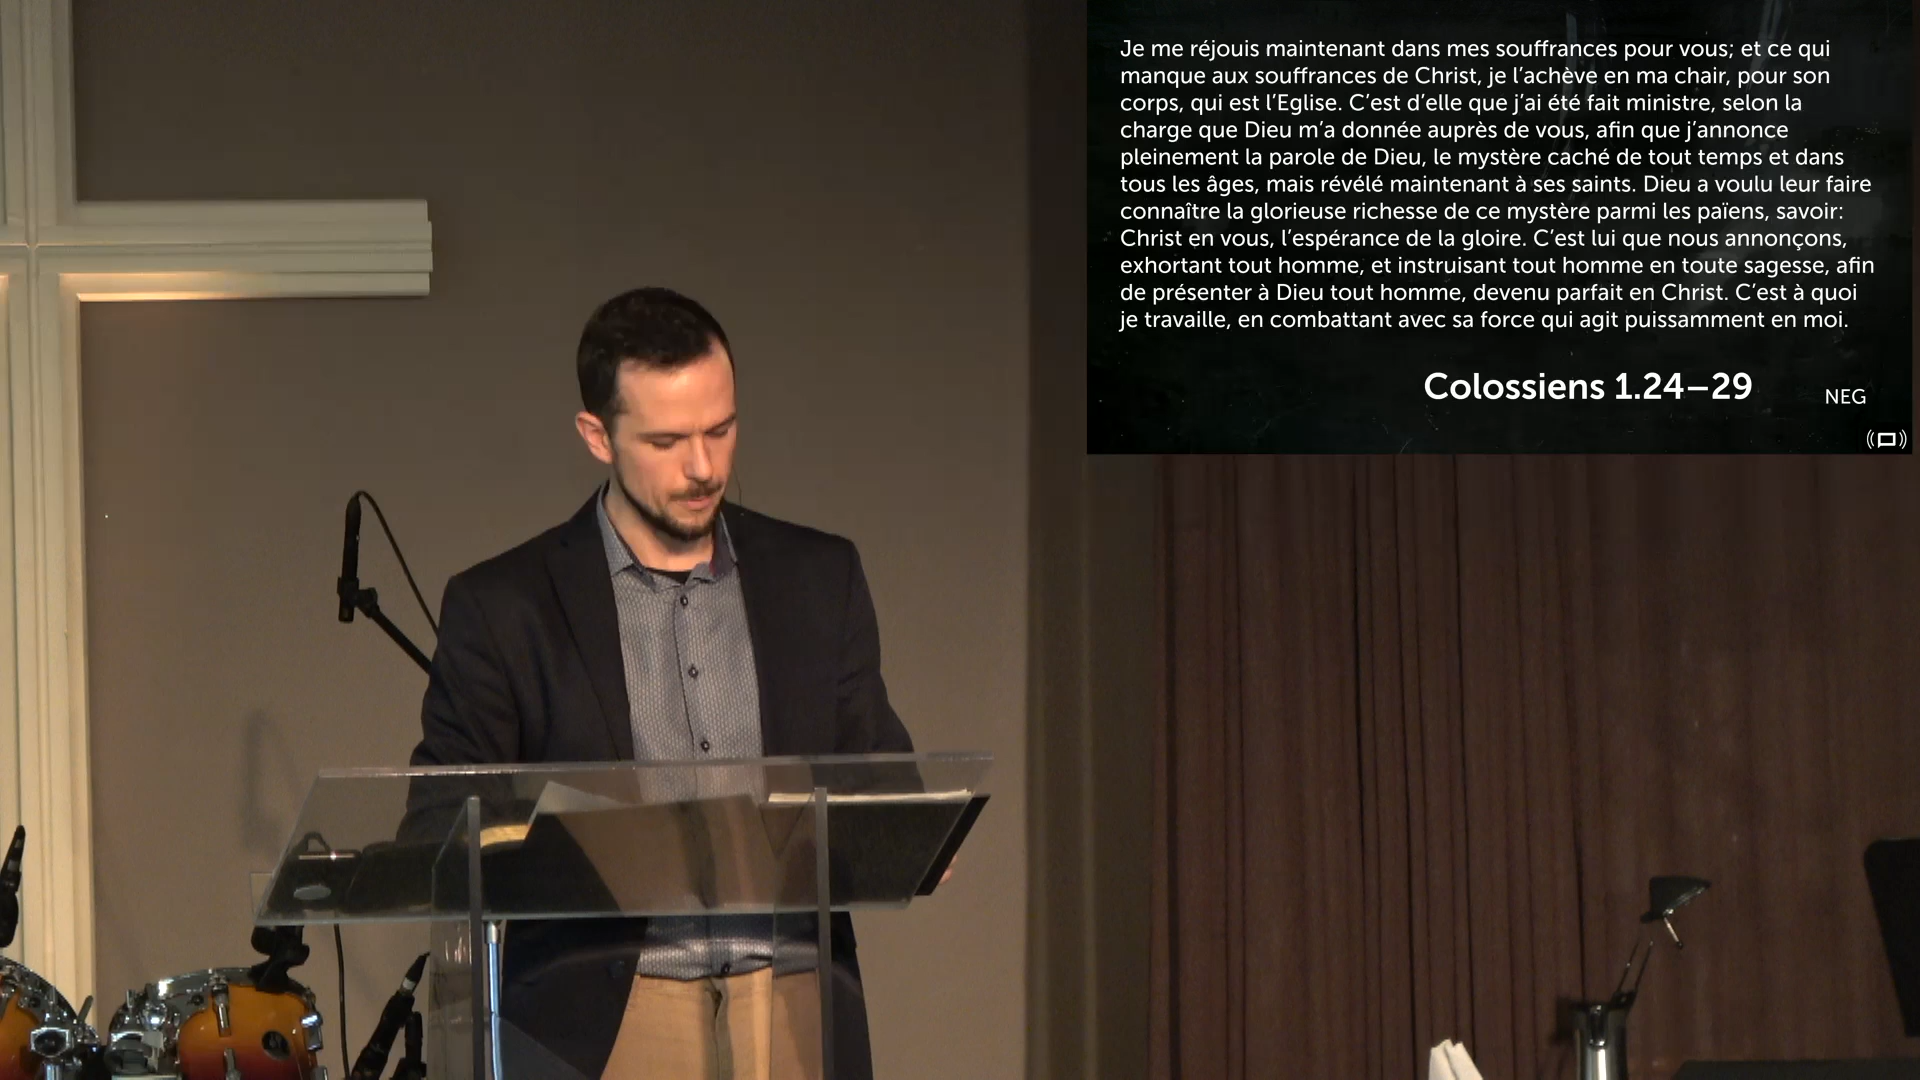 Je me réjouis maintenant dans mes souffrances pour vous; et ce qui
manque aux souffrances de Christ, je l’achève en ma chair, pour son
corps, qui est l’Eglise. C’est d’elle que j’ai été fait ministre, selon la
charge que Dieu m’a donnée auprès de vous, afin que j’annonce
pleinement la parole de Dieu, le mystère caché de tout temps et dans
tous les âges, mais révélé maintenant à ses saints. Dieu a voulu leur faire
connaître la glorieuse richesse de ce mystère parmi les païens, savoir:
Christ en vous, l’espérance de la gloire. C’est lui que nous annonçons,
exhortant tout homme, et instruisant tout homme en toute sagesse, afin
de présenter à Dieu tout homme, devenu parfait en Christ. C’est à quoi
je travaille, en combattant avec sa force qui agit puissamment en moi.
Colossiens 1.24–29
NEG